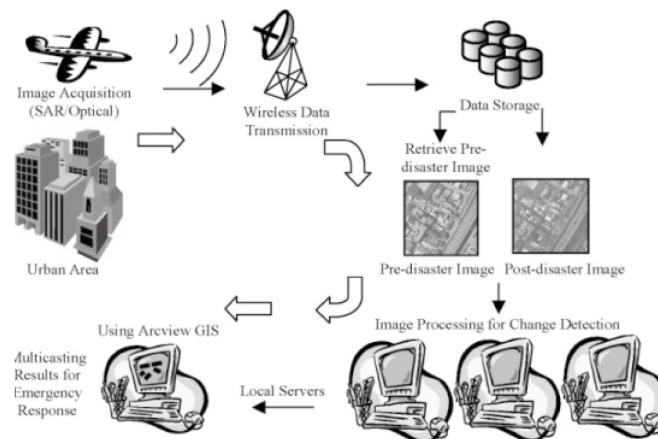 Image Acquisition
(SAR/Optical)
Wireless Data
Transmission
Data Storage
Retrieve Pre-
disaster Image
Urban Area
Pre-disaster Image
Post-disaster Image
Using Arcview GIS
Image Processing for Change Detection
Multicasting
Results for
Emergency
Response
Local Servers